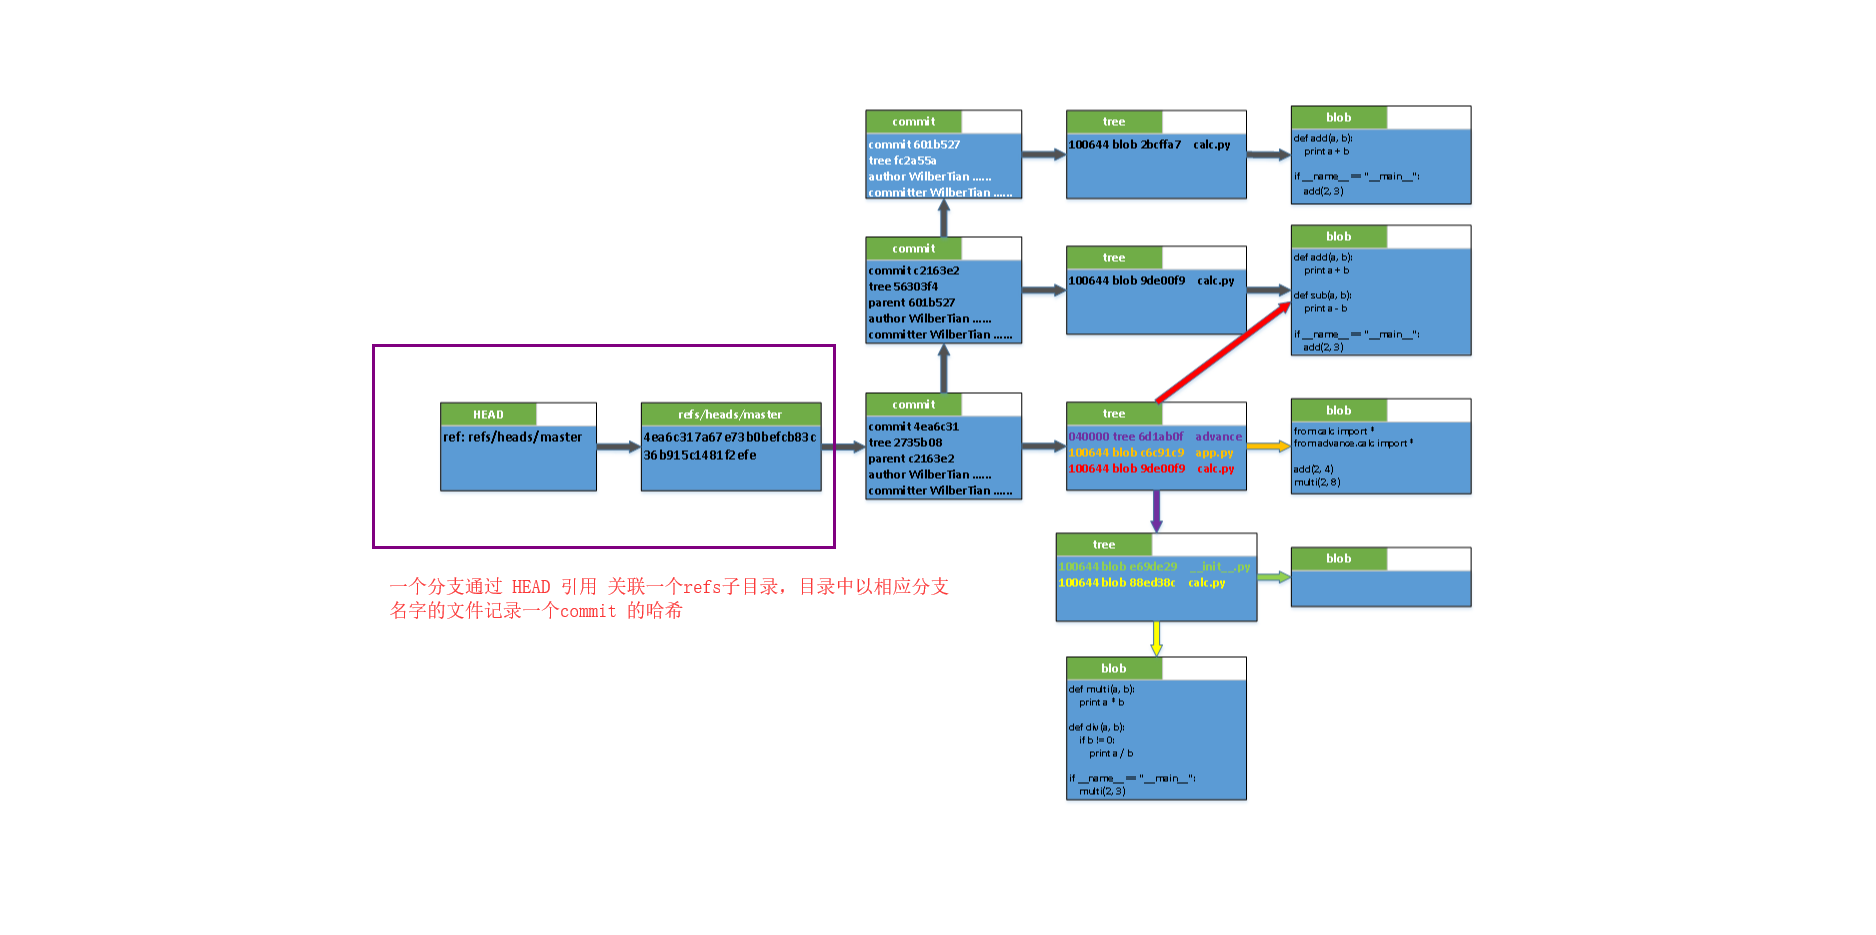 commit
commit 601b527
tree fc2a55a
author WilberTian ......
committer WilberTian ......
tree
100644 blob 2bcffa7 calc.py
blob
def add(a, b):
print a + b
if __name__ == "__main__":
add(2, 3)
commit
commit c2163e2
tree 56303f4
parent 601b527
author WilberTian ......
committer WilberTian ......
tree
100644 blob 9de00f9 calc.py
blob
def add(a, b):
print a + b
def sub(a, b):
print a - b
if __name__ == "__main__":
add(2, 3)
HEAD
ref: refs/heads/master
refs/heads/master
4ea6c317a67e73b0befcb83c
36b915c1481f2efe
commit
commit 4ea6c31
tree 2735b08
parent c2163e2
author WilberTian ......
committer WilberTian ......
tree
040000 tree 6d1ab0f advance
100644 blob c6c91c9 app.py
100644 blob 9de00f9 calc.py
blob
from calc import *
from advance.calc import *
add(2, 4)
multi(2, 8)
tree
100644 blob e69de29 __init__.py
100644 blob 88ed38c calc.py
blob
一个分支通过 HEAD 引用 关联一个refs子目录，目录中以相应分支
名字的文件记录一个commit 的哈希
blob
def multi(a, b):
print a * b
def div(a, b):
if b != 0:
print a / b
if __name__ == "__main__":
multi(2, 3)